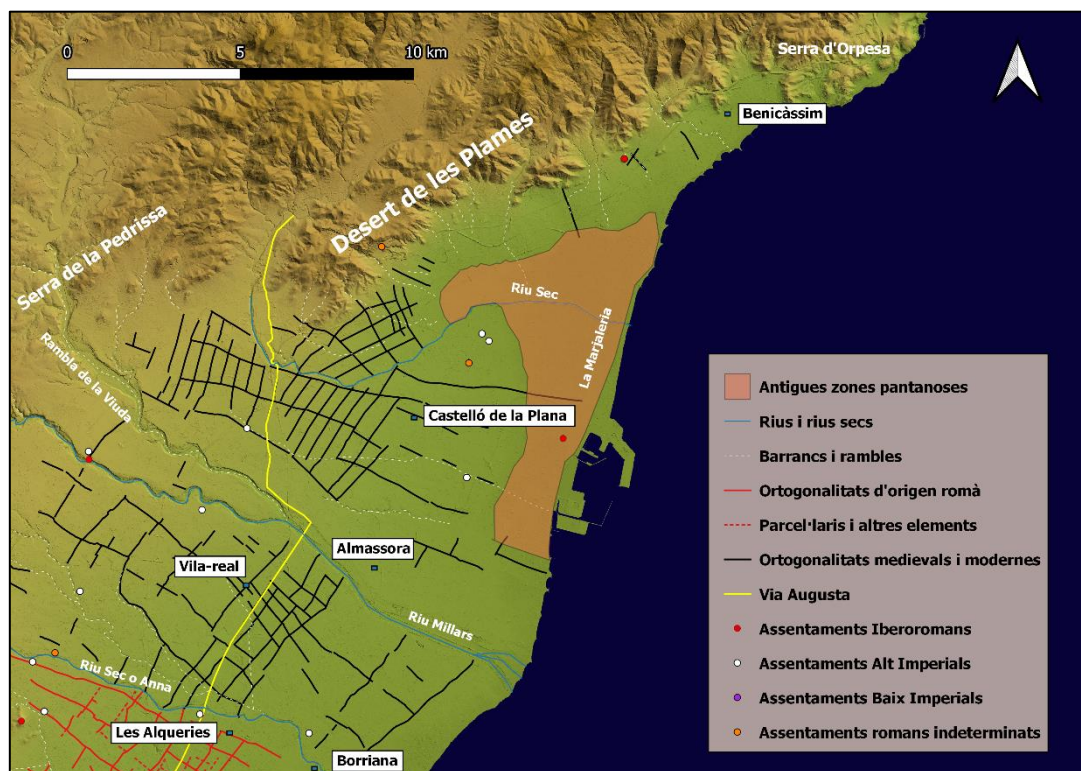 0 5 10 km
Serra d'Orpesa
Benicàssim
Desert de les Plames
Serra de la Pedrissa
Riu Sec
La Marjaleria
Rambla de la Viuda
Castelló de la Plana
Almassora
Vila-real
Riu Millars
Riu Sec o Anna
Les Alqueries
Borriana
Antigues zones pantanoses
Rius i rius secs
Barrancs i rambles
Ortogonalitats d'origen romà
Parcel·laris i altres elements
Ortogonalitats medievals i modernes
Via Augusta
Assentaments Iberoromans
Assentaments Alt Imperials
Assentaments Baix Imperials
Assentaments romans indeterminats